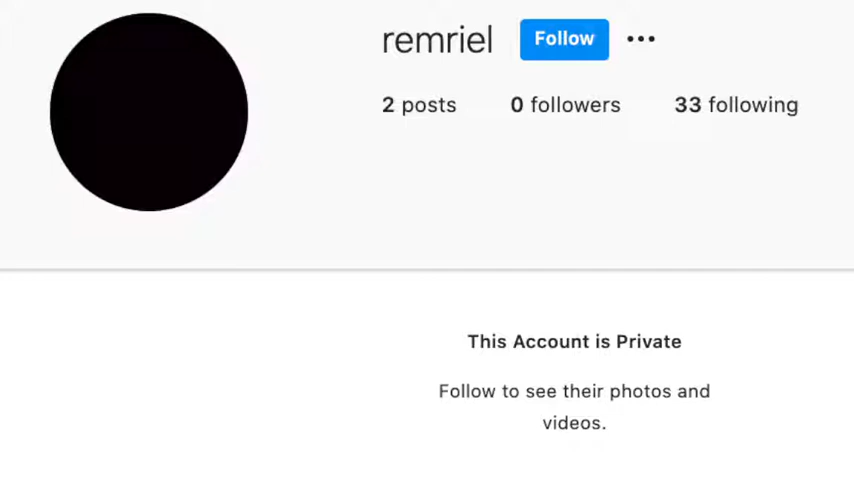 remriel Follow
2 posts 0 followers 33 following
This Account is Private
Follow to see their photos and
videos.